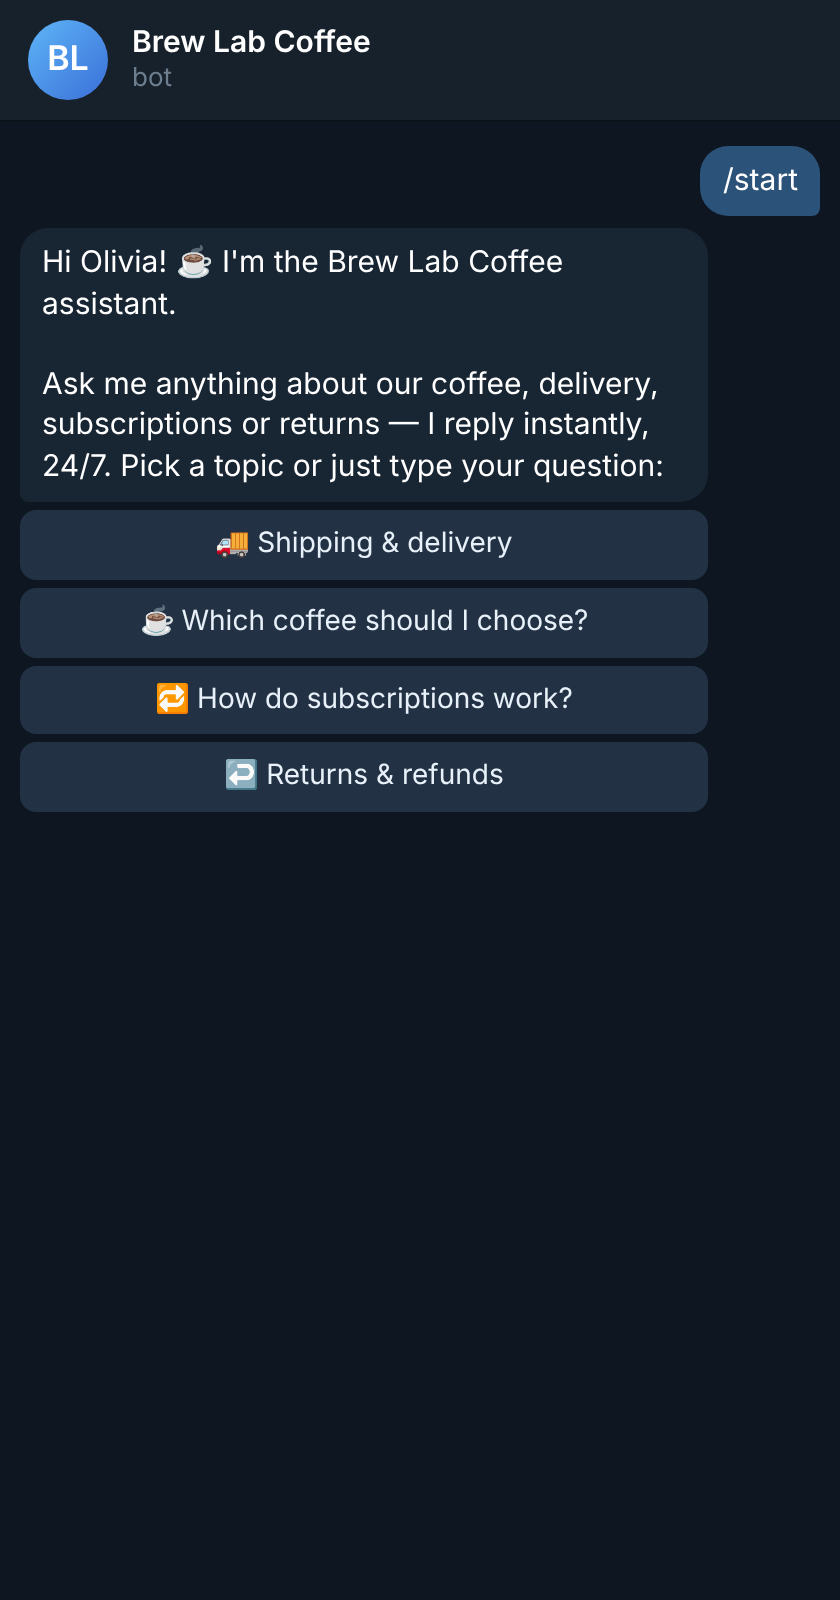 BL
Brew Lab Coffee
bot
/start
Hi Olivia! ☕ I'm the Brew Lab Coffee
assistant.
Ask me anything about our coffee, delivery,
subscriptions or returns — I reply instantly,
24/7. Pick a topic or just type your question:
🚚 Shipping & delivery
☕ Which coffee should I choose?
🔁 How do subscriptions work?
↩️ Returns & refunds